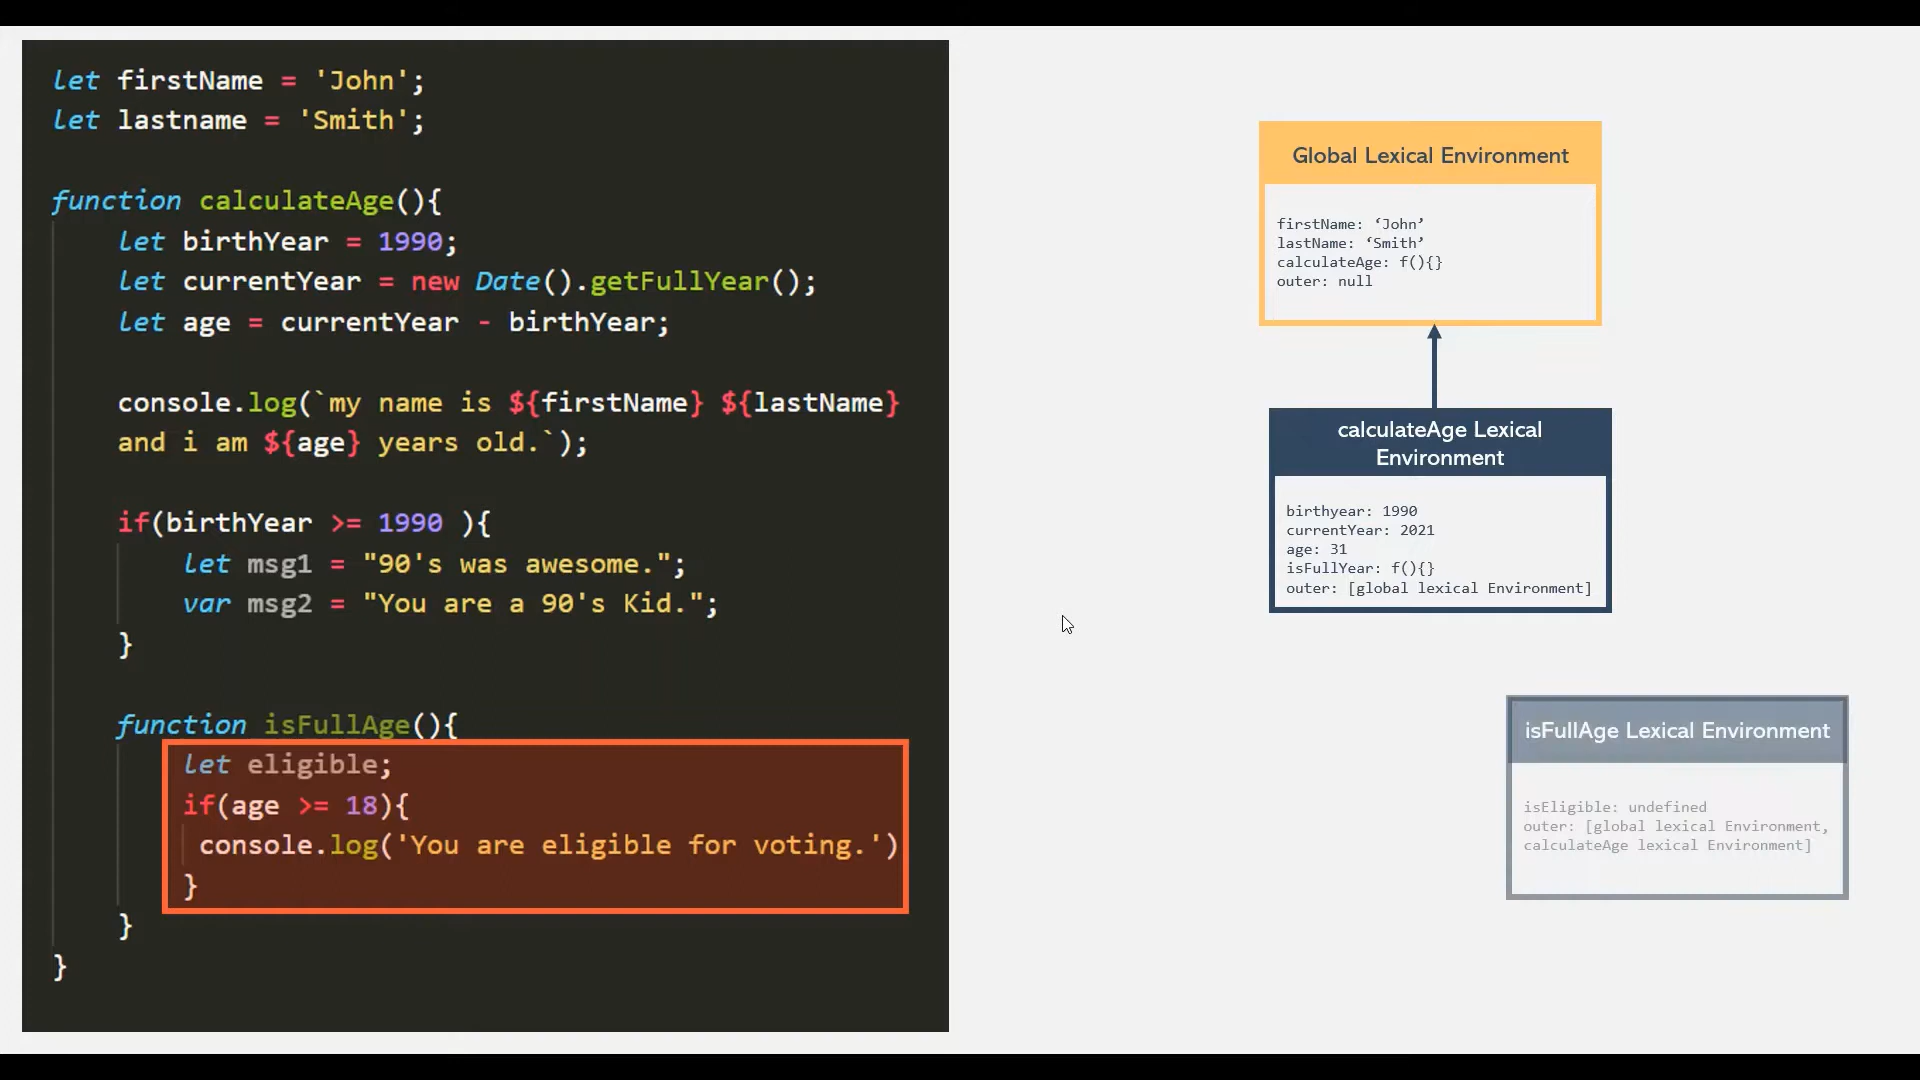 let firstName = 'John';
let lastname = 'Smith';
function calculateAge(){
let birthYear = 1990;
let currentYear = new Date().getFullYear();
let age = currentYear - birthYear;
console.log(`my name is ${firstName} ${lastName}
and i am ${age} years old.`);
if(birthYear >= 1990 ){
let msg1 = "90's was awesome.";
var msg2 = "You are a 90's Kid.";
}
function isFullAge(){
let eligible;
if(age >= 18){
console.log('You are eligible for voting.')
}
}
}
Global Lexical Environment
firstName: ‘John’
lastName: ‘Smith’
calculateAge: f(){}
outer: null
calculateAge Lexical
Environment
birthyear: 1990
currentYear: 2021
age: 31
isFullYear: f(){}
outer: [global lexical Environment]
isFullAge Lexical Environment
isEligible: undefined
outer: [global lexical Environment,
calculateAge lexical Environment]